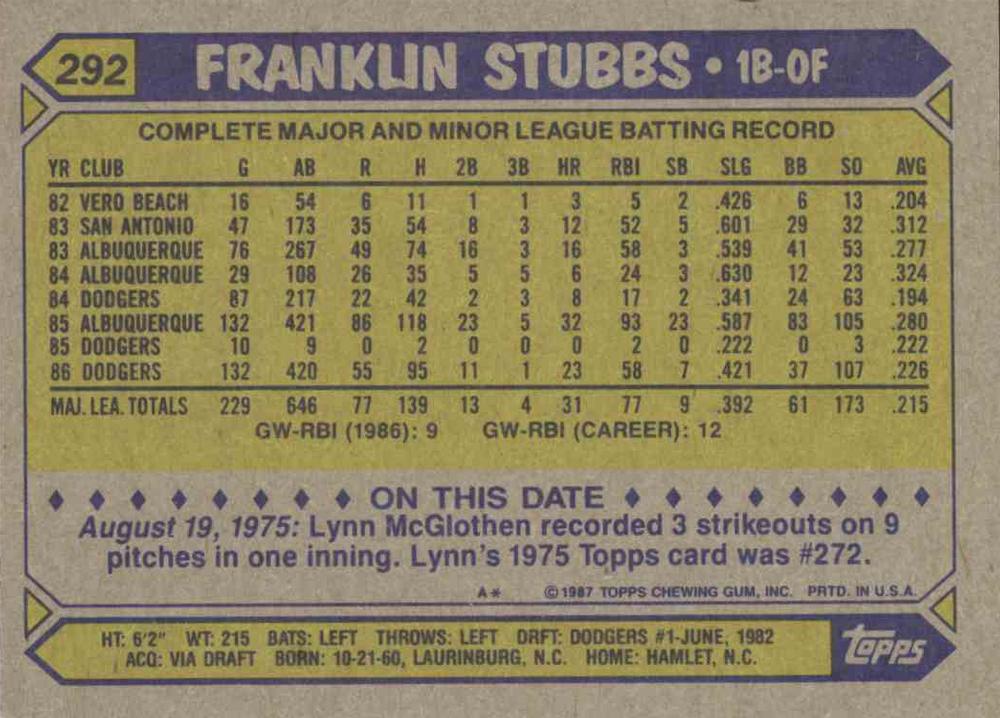 292 FRANKLIN STUBBS • 1B-OF
COMPLETE MAJOR AND MINOR LEAGUE BATTING RECORD
YR CLUB G AB R H 2B 3B HR RBI SB SLG BB SO AVG
82 VERO BEACH 16 54 6 11 1 1 3 5 2 .426 6 13 .204
83 SAN ANTONIO 47 173 35 54 8 3 12 52 5 .601 29 32 .312
83 ALBUQUERQUE 76 267 49 74 16 3 16 58 3 .539 41 53 .277
84 ALBUQUERQUE 29 108 26 35 5 5 6 24 3 .630 12 23 .324
84 DODGERS 87 217 22 42 2 3 8 17 2 .341 24 63 .194
85 ALBUQUERQUE 132 421 86 118 23 5 32 93 23 .587 83 105 .280
85 DODGERS 10 9 0 2 0 0 0 2 0 .222 0 3 .222
86 DODGERS 132 420 55 95 11 1 23 58 7 .421 37 107 .226
MAJ. LEA. TOTALS 229 646 77 139 13 4 31 77 9 .392 61 173 .215
GW-RBI (1986): 9 GW-RBI (CAREER): 12
ON THIS DATE
August 19, 1975: Lynn McGlothen recorded 3 strikeouts on 9
pitches in one inning. Lynn's 1975 Topps card was #272.
A* © 1987 TOPPS CHEWING GUM, INC. PRTD. IN U.S.A.
HT: 6'2" WT: 215 BATS: LEFT THROWS: LEFT DRFT: DODGERS #1-JUNE, 1982
ACQ: VIA DRAFT BORN: 10-21-60, LAURINBURG, N.C. HOME: HAMLET, N.C.
topps